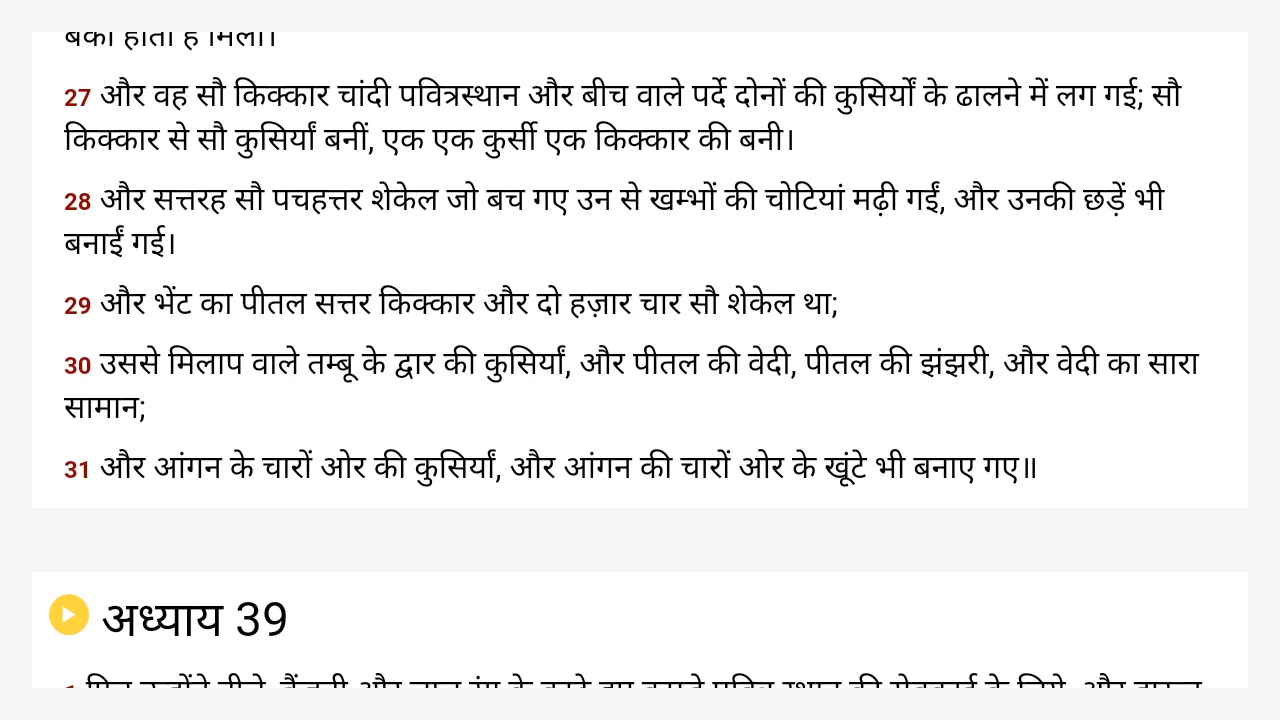 27 और वह सौ किक्कार चांदी पवित्रस्थान और बीच वाले पर्दे दोनों की कुसिर्यों के ढालने में लग गई; सौ
किक्कार से सौ कुसिर्यां बनीं, एक एक कुर्सी एक किक्कार की बनी।
28 और सत्तरह सौ पचहत्तर शेकेल जो बच गए उन से खम्भों की चोटियां मढ़ी गईं, और उनकी छड़ें भी
बनाईं गई।
29 और भेंट का पीतल सत्तर किक्कार और दो हज़ार चार सौ शेकेल था;
30 उससे मिलाप वाले तम्बू के द्वार की कुसिर्यां, और पीतल की वेदी, पीतल की झंझरी, और वेदी का सारा
सामान;
31 और आंगन के चारों ओर की कुसिर्यां, और आंगन की चारों ओर के खूंटे भी बनाए गए॥
अध्याय 39